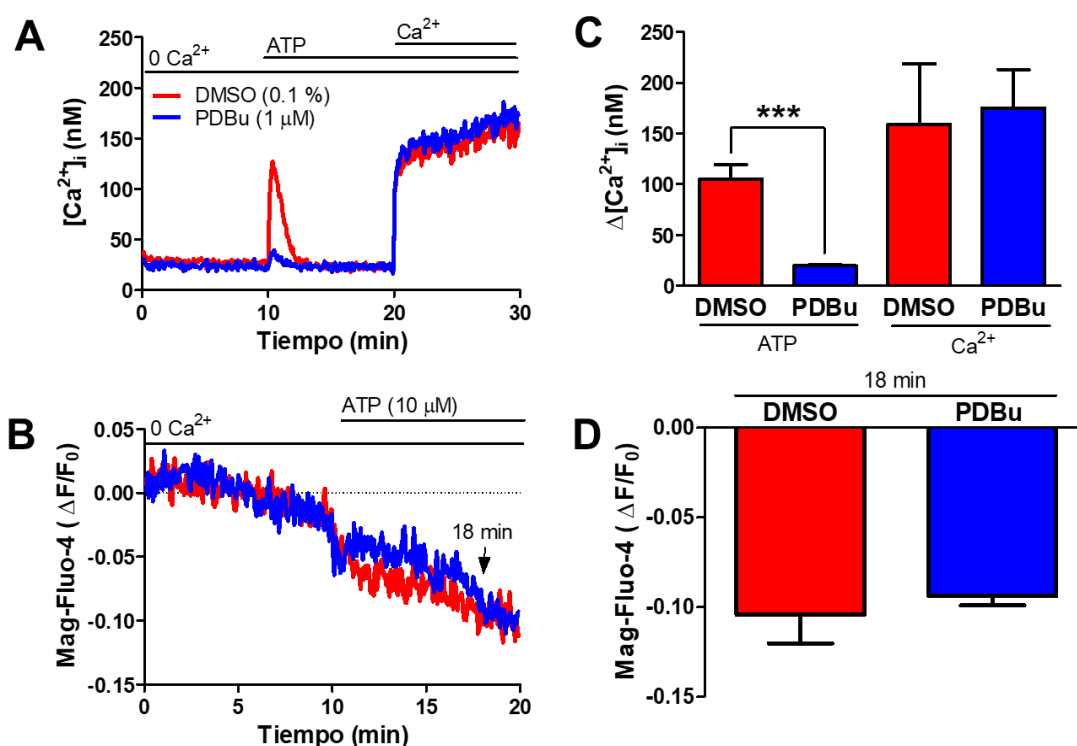 A
0 Ca²⁺
ATP
Ca²⁺
DMSO (0.1 %)
PDBu (1 μM)
[Ca²⁺]ᵢ (nM)
250
200
150
100
50
0
0 10 20 30
Tiempo (min)
C
Δ[Ca²⁺]ᵢ (nM)
250
200
150
100
50
0
***
DMSO PDBu DMSO PDBu
ATP Ca²⁺
B
0 Ca²⁺
ATP (10 μM)
Mag-Fluo-4 ( ΔF/F₀)
0.05
0.00
-0.05
-0.10
-0.15
18 min
0 5 10 15 20
Tiempo (min)
D
18 min
DMSO PDBu
Mag-Fluo-4 ( ΔF/F₀)
0.00
-0.05
-0.10
-0.15